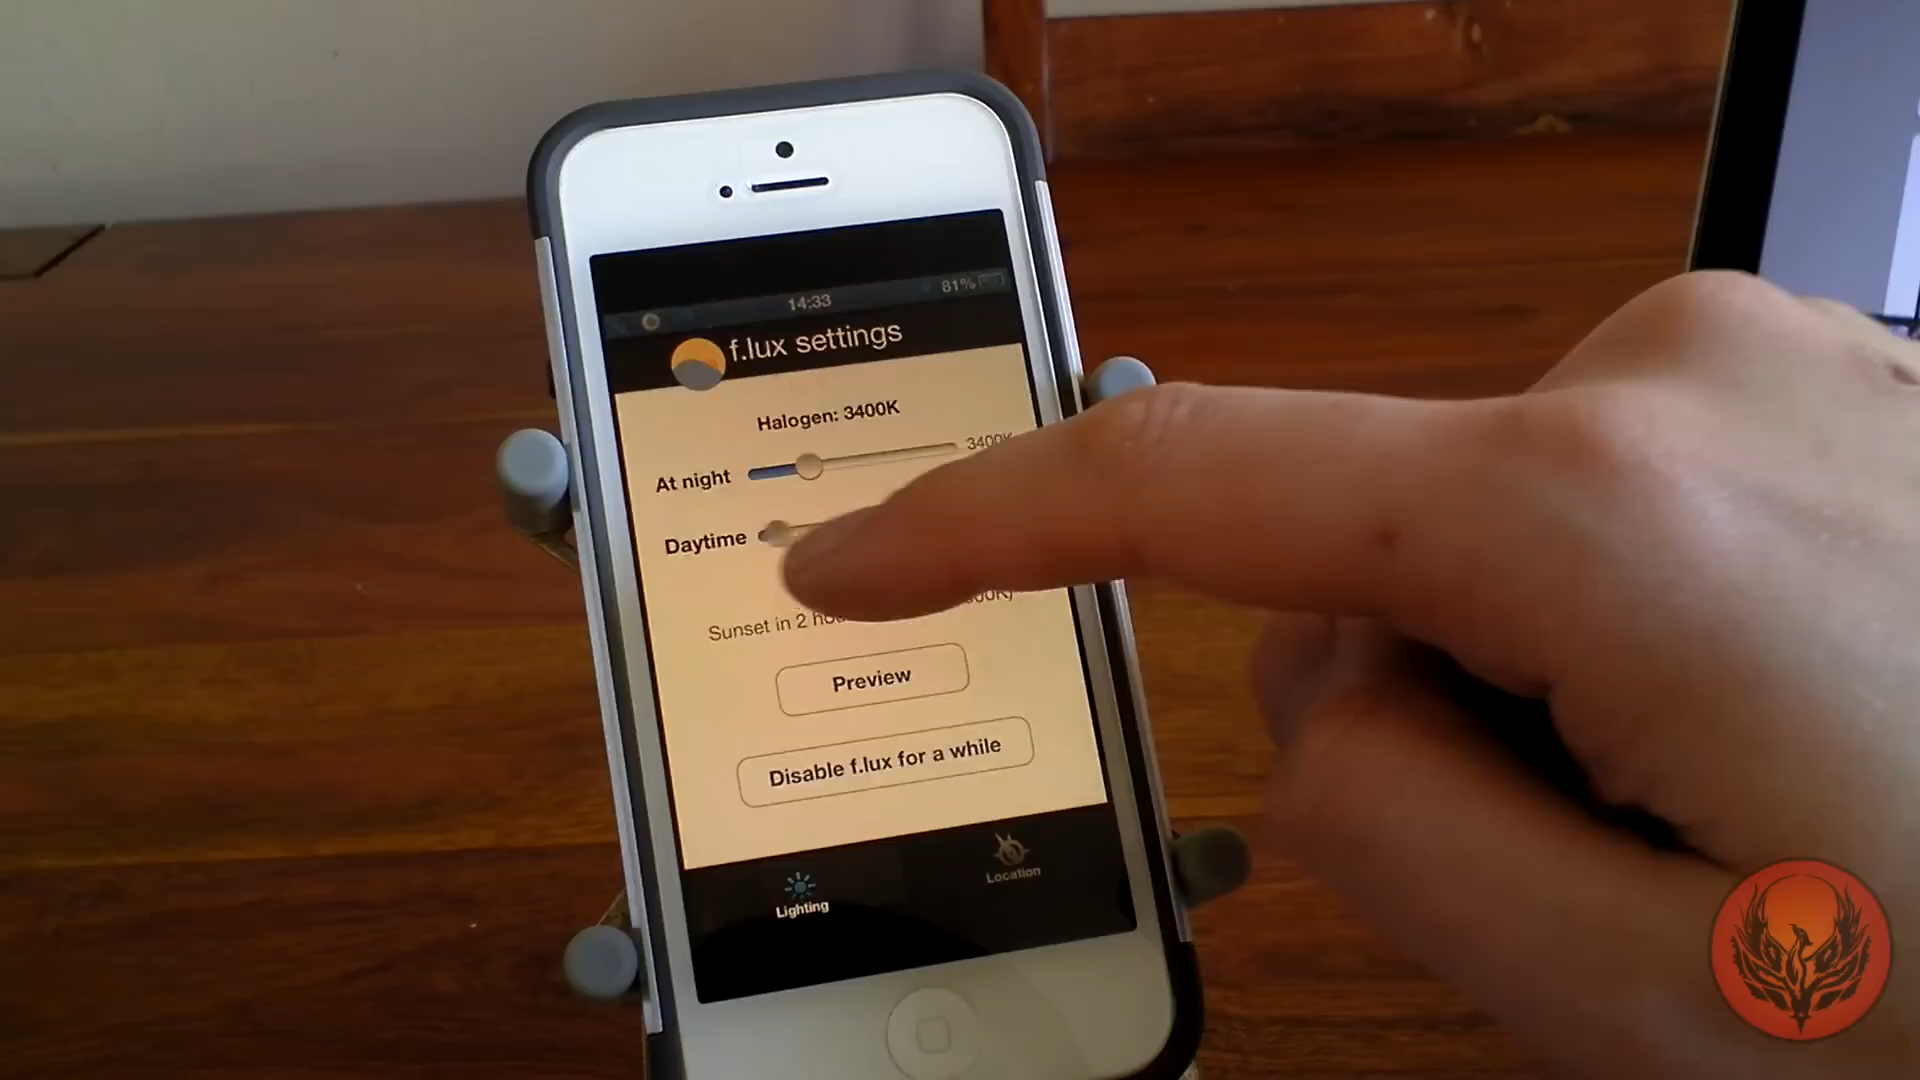 14:33
81%
f.lux settings
Halogen: 3400K
3400K
At night
Daytime
Sunset in 2
Preview
Disable f.lux for a while
Lighting
Location